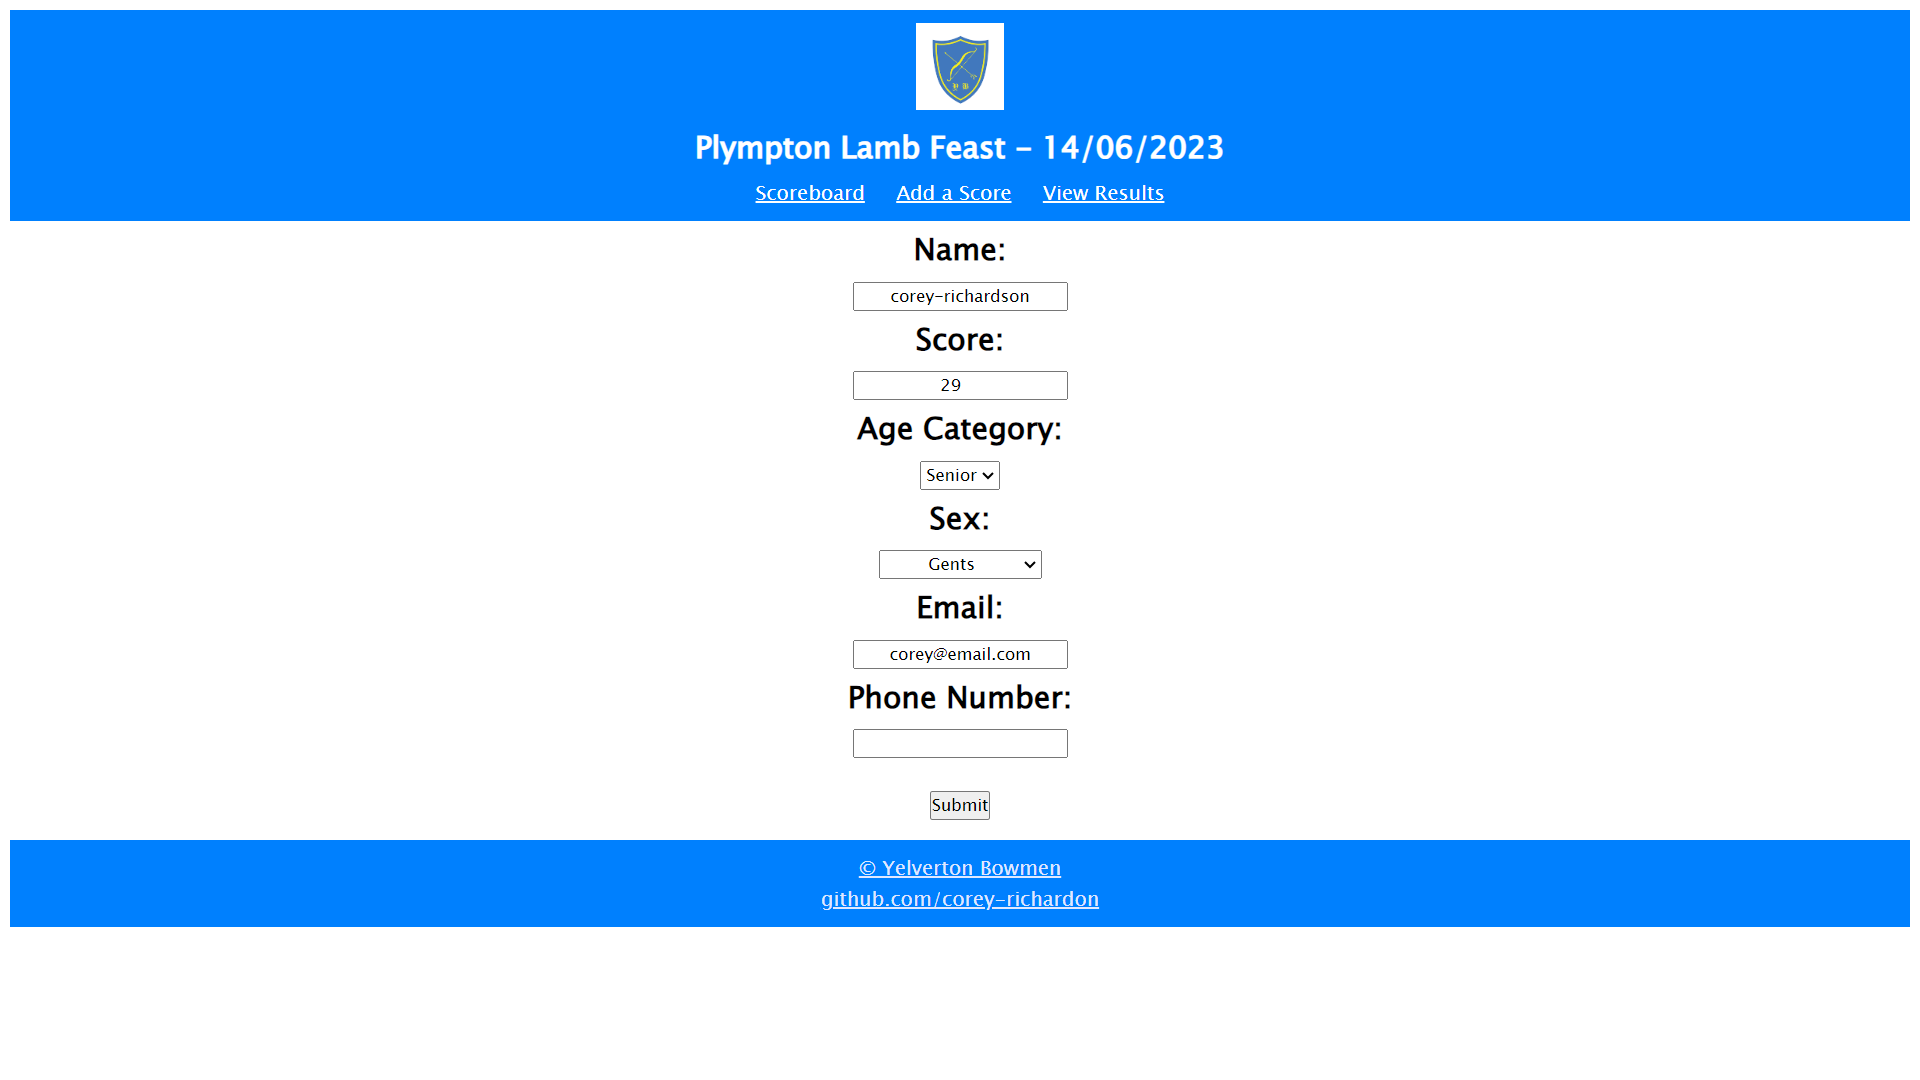 Plympton Lamb Feast - 14/06/2023
Scoreboard Add a Score View Results
Name:
corey-richardson
Score:
29
Age Category:
Senior
Sex:
Gents
Email:
corey@email.com
Phone Number:
Submit
© Yelverton Bowmen
github.com/corey-richardon